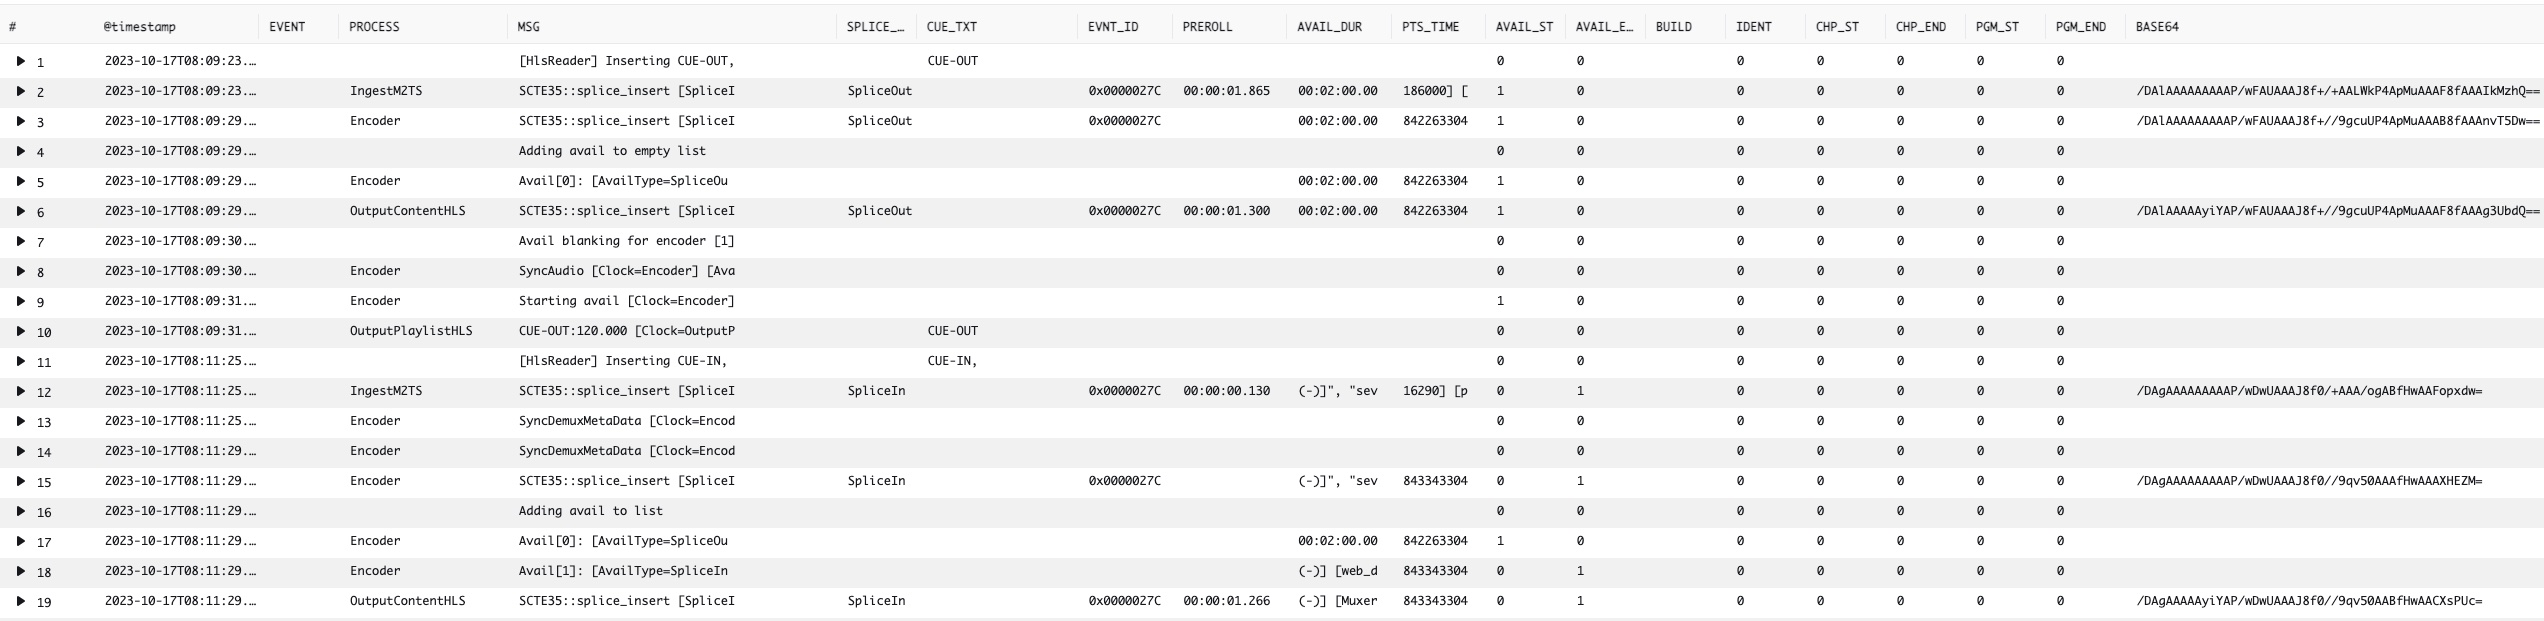 # @timestamp EVENT PROCESS MSG SPLICE_… CUE_TXT EVNT_ID PREROLL AVAIL_DUR PTS_TIME AVAIL_ST AVAIL_E… BUILD IDENT CHP_ST CHP_END PGM_ST PGM_END BASE64
1 2023-10-17T08:09:23.… [HlsReader] Inserting CUE-OUT, CUE-OUT 0 0 0 0 0 0 0
2 2023-10-17T08:09:23.… IngestM2TS SCTE35::splice_insert [SpliceI SpliceOut 0x0000027C 00:00:01.865 00:02:00.00 186000] [ 1 0 0 0 0 0 0 /DAlAAAAAAAAAP/wFAUAAAJ8f+/+AALWkP4ApMuAAAF8fAAAIkMzhQ==
3 2023-10-17T08:09:29.… Encoder SCTE35::splice_insert [SpliceI SpliceOut 0x0000027C 00:02:00.00 842263304 1 0 0 0 0 0 0 /DAlAAAAAAAAAP/wFAUAAAJ8f+//9gcuUP4ApMuAAAB8fAAAnvT5Dw==
4 2023-10-17T08:09:29.… Adding avail to empty list 0 0 0 0 0 0 0
5 2023-10-17T08:09:29.… Encoder Avail[0]: [AvailType=SpliceOu 00:02:00.00 842263304 1 0 0 0 0 0 0
6 2023-10-17T08:09:29.… OutputContentHLS SCTE35::splice_insert [SpliceI SpliceOut 0x0000027C 00:00:01.300 00:02:00.00 842263304 1 0 0 0 0 0 0 /DAlAAAAAyiYAP/wFAUAAAJ8f+//9gcuUP4ApMuAAAF8fAAAg3UbdQ==
7 2023-10-17T08:09:30.… Avail blanking for encoder [1] 0 0 0 0 0 0 0
8 2023-10-17T08:09:30.… Encoder SyncAudio [Clock=Encoder] [Ava 0 0 0 0 0 0 0
9 2023-10-17T08:09:31.… Encoder Starting avail [Clock=Encoder] 1 0 0 0 0 0 0
10 2023-10-17T08:09:31.… OutputPlaylistHLS CUE-OUT:120.000 [Clock=OutputP CUE-OUT 0 0 0 0 0 0 0
11 2023-10-17T08:11:25.… [HlsReader] Inserting CUE-IN, CUE-IN, 0 0 0 0 0 0 0
12 2023-10-17T08:11:25.… IngestM2TS SCTE35::splice_insert [SpliceI SpliceIn 0x0000027C 00:00:00.130 (-)]", "sev 16290] [p 0 1 0 0 0 0 0 /DAgAAAAAAAAAP/wDwUAAAJ8f0/+AAA/ogABfHwAAFopxdw=
13 2023-10-17T08:11:25.… Encoder SyncDemuxMetaData [Clock=Encod 0 0 0 0 0 0 0
14 2023-10-17T08:11:29.… Encoder SyncDemuxMetaData [Clock=Encod 0 0 0 0 0 0 0
15 2023-10-17T08:11:29.… Encoder SCTE35::splice_insert [SpliceI SpliceIn 0x0000027C (-)]", "sev 843343304 0 1 0 0 0 0 0 /DAgAAAAAAAAAP/wDwUAAAJ8f0//9qv50AAAfHwAAAXHEZM=
16 2023-10-17T08:11:29.… Adding avail to list 0 0 0 0 0 0 0
17 2023-10-17T08:11:29.… Encoder Avail[0]: [AvailType=SpliceOu 00:02:00.00 842263304 1 0 0 0 0 0 0
18 2023-10-17T08:11:29.… Encoder Avail[1]: [AvailType=SpliceIn (-)] [web_d 843343304 0 1 0 0 0 0 0
19 2023-10-17T08:11:29.… OutputContentHLS SCTE35::splice_insert [SpliceI SpliceIn 0x0000027C 00:00:01.266 (-)] [Muxer 843343304 0 1 0 0 0 0 0 /DAgAAAAAyiYAP/wDwUAAAJ8f0//9qv50AABfHwAACXsPUc=